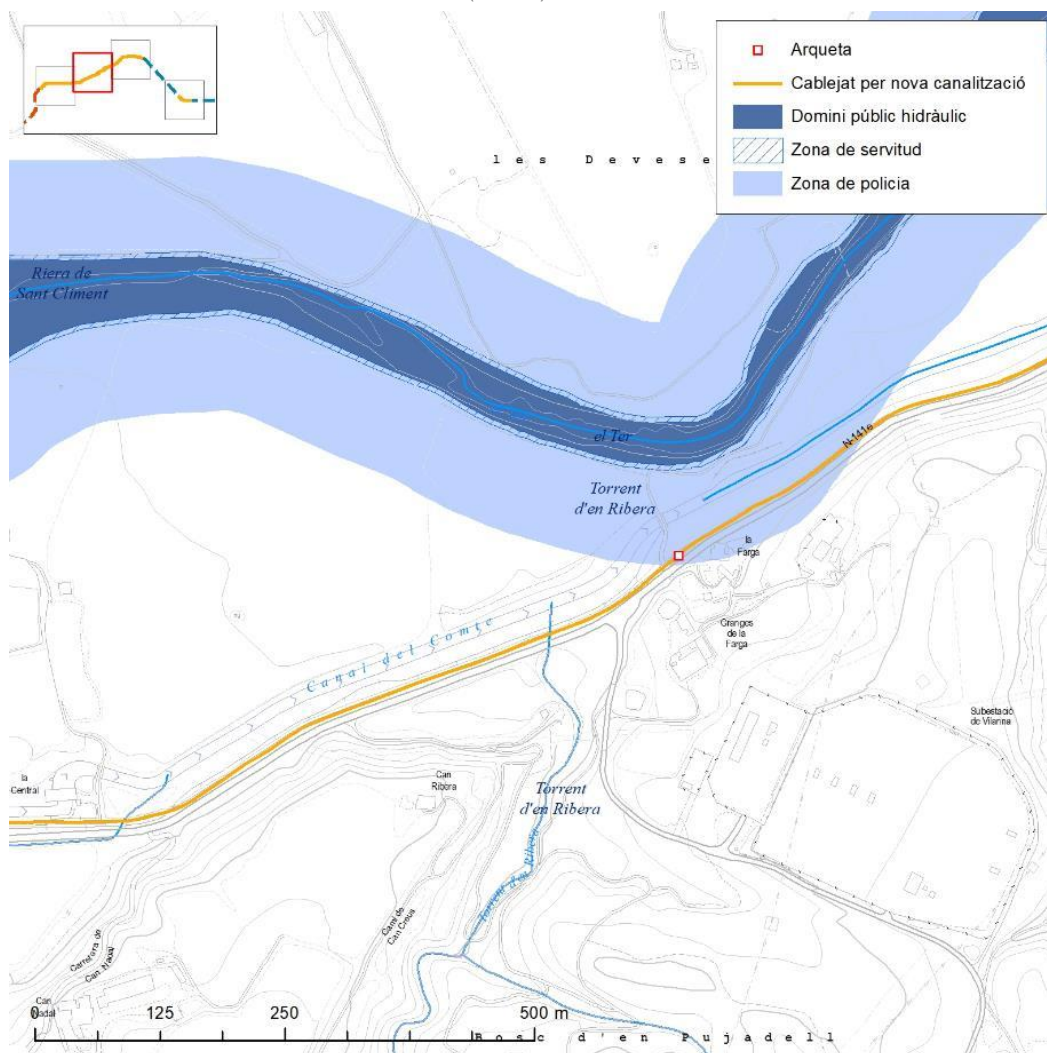 Arqueta
Cablejat per nova canalització
Domini públic hidràulic
Zona de servitud
Zona de policia
les Devese
Riera de
Sant Climent
el Ter
N-141e
Torrent
d'en Ribera
la
Farga
Granges
de la
Farga
Canal del Comte
Subestació
de Vilanna
la
Central
Can
Ribera
Torrent
d'en Ribera
Torrent d'en Ribera
Camí de
Can Creus
Carretera de
Can Nadal
Can
Nadal
0 125 250 500 m
Bosc d'en Pujadell